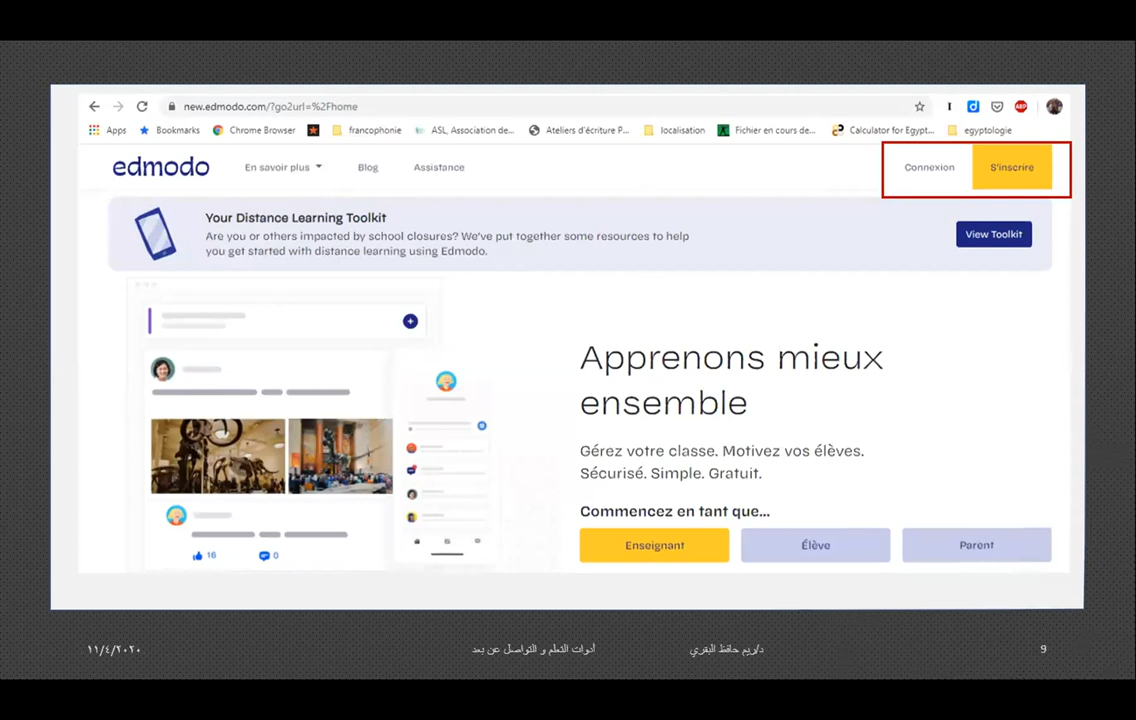 new.edmodo.com/?go2url=%2Fhome
Apps Bookmarks Chrome Browser francophonie ASL, Association de... Ateliers d'écriture P... localisation Fichier en cours de... Calculator for Egypt... egyptologie
edmodo En savoir plus Blog Assistance Connexion S'inscrire
Your Distance Learning Toolkit
Are you or others impacted by school closures? We've put together some resources to help
you get started with distance learning using Edmodo.
View Toolkit
Apprenons mieux
ensemble
Gérez votre classe. Motivez vos élèves.
Sécurisé. Simple. Gratuit.
Commencez en tant que...
Enseignant Élève Parent
16 0
١١/٤/٢٠٢٠ أدوات التعلم و التواصل عن بعد د/ريم حافظ البقري 9